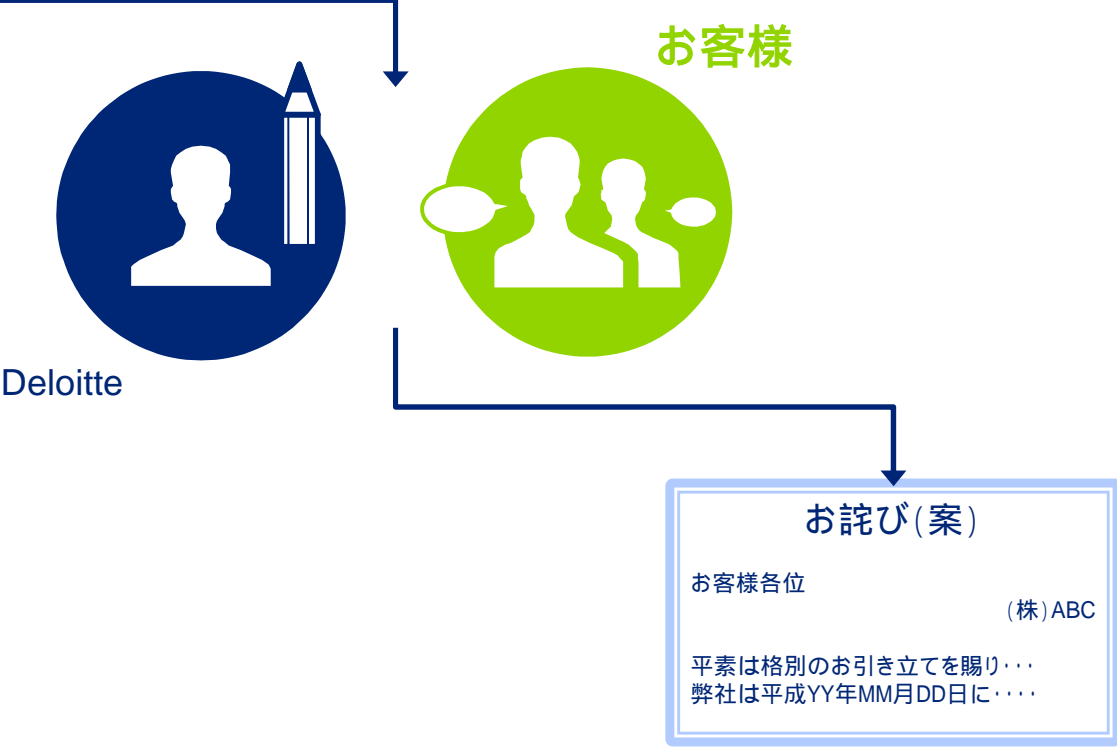 お客様
Deloitte
お詫び(案)
お客様各位
(株)ABC
平素は格別のお引き立てを賜り・・・
弊社は平成YY年MM月DD日に・・・・